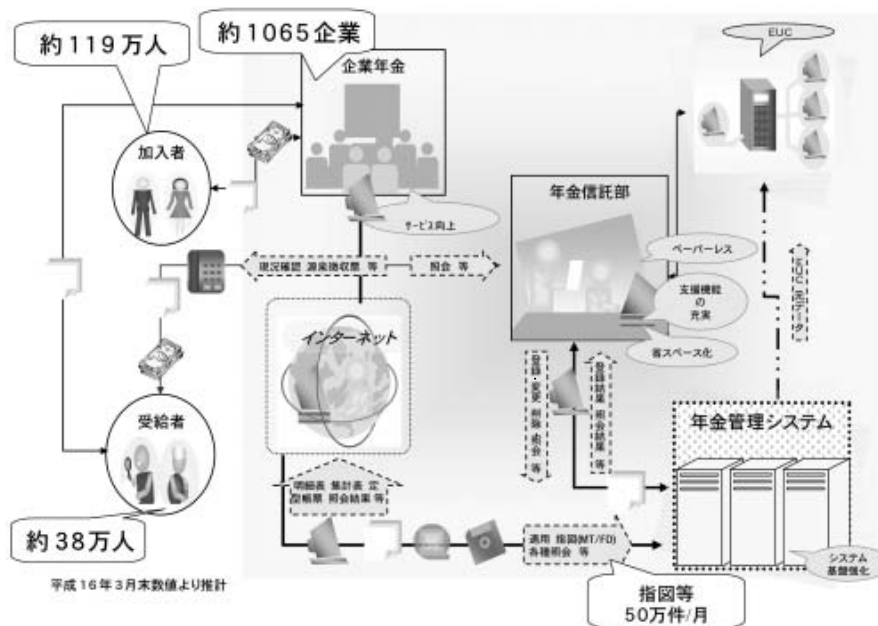 約119万人
約1065企業
EUC
企業年金
加入者
年金信託部
サービス向上
ペーパーレス
現況確認 源泉徴収票 等
照会 等
支援機能
の
充実
EUC 元データ
インターネット
省スペース化
登録 変更 削除 照会 等
登録結果 照会結果 等
受給者
年金管理システム
明細表 集計表 定
型帳票 照会結果 等
約38万人
適用 指図(MT/FD)
各種照会 等
システム
基盤強化
平成16年3月末数値より推計
指図等
50万件/月